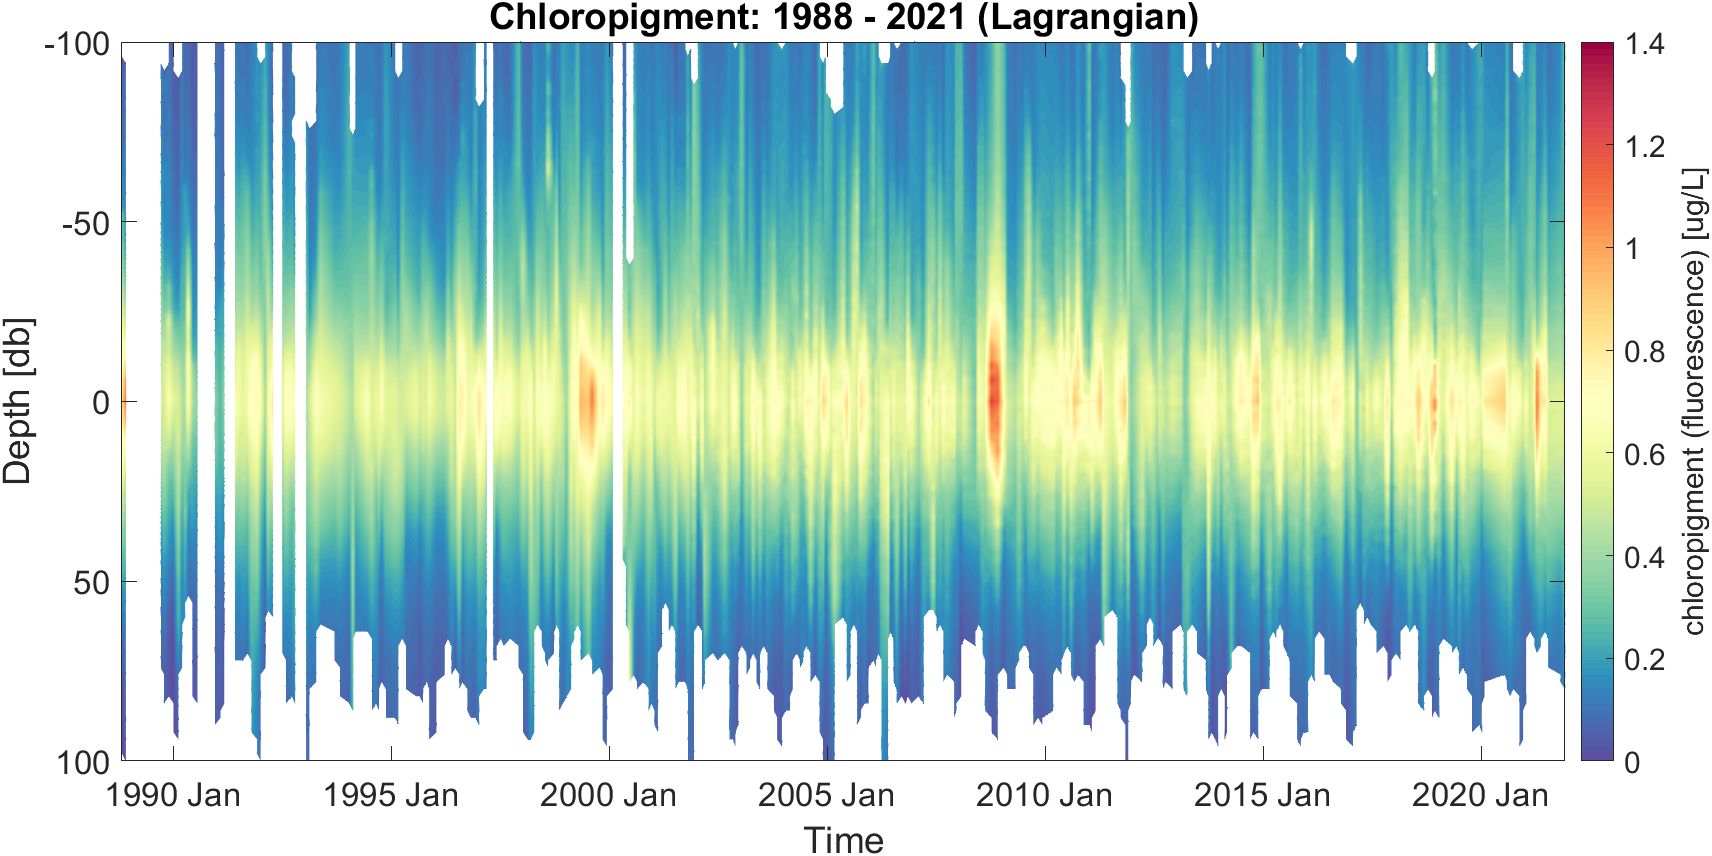 Chloropigment: 1988 - 2021 (Lagrangian)
-100
-50
0
50
100
Depth [db]
1990 Jan
1995 Jan
2000 Jan
2005 Jan
2010 Jan
2015 Jan
2020 Jan
Time
1.4
1.2
1
0.8
0.6
0.4
0.2
0
chloropigment (fluorescence) [ug/L]